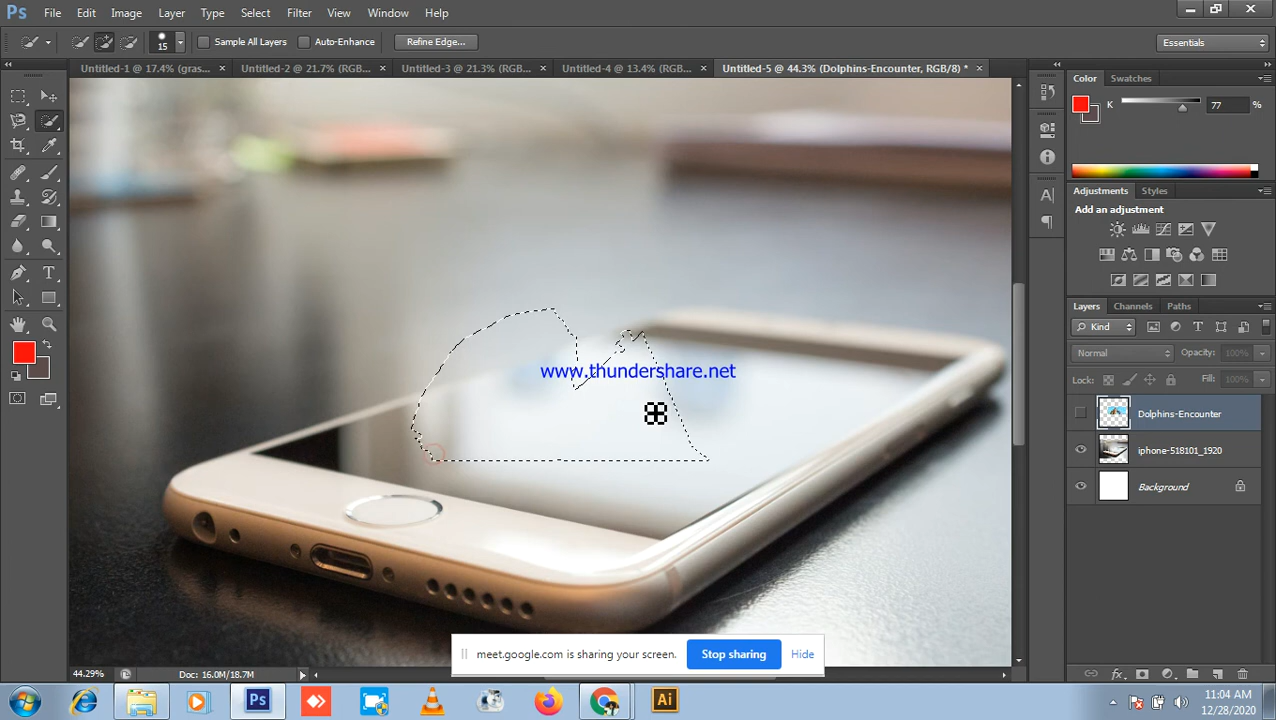 Ps File Edit Image Layer Type Select Filter View Window Help
15 Sample All Layers Auto-Enhance Refine Edge... Essentials
Untitled-1 @ 17.4% (gras... × Untitled-2 @ 21.7% (RGB... × Untitled-3 @ 21.3% (RGB... × Untitled-4 @ 13.4% (RGB... × Untitled-5 @ 44.3% (Dolphins-Encounter, RGB/8) * ×
Color Swatches
K 77 %
Adjustments Styles
Add an adjustment
Layers Channels Paths
Kind
Normal Opacity: 100%
Lock: Fill: 100%
Dolphins-Encounter
iphone-518101_1920
Background
www.thundershare.net
meet.google.com is sharing your screen. Stop sharing Hide
44.29% Doc: 16.0M/18.7M
Ps Ai
11:04 AM
12/28/2020